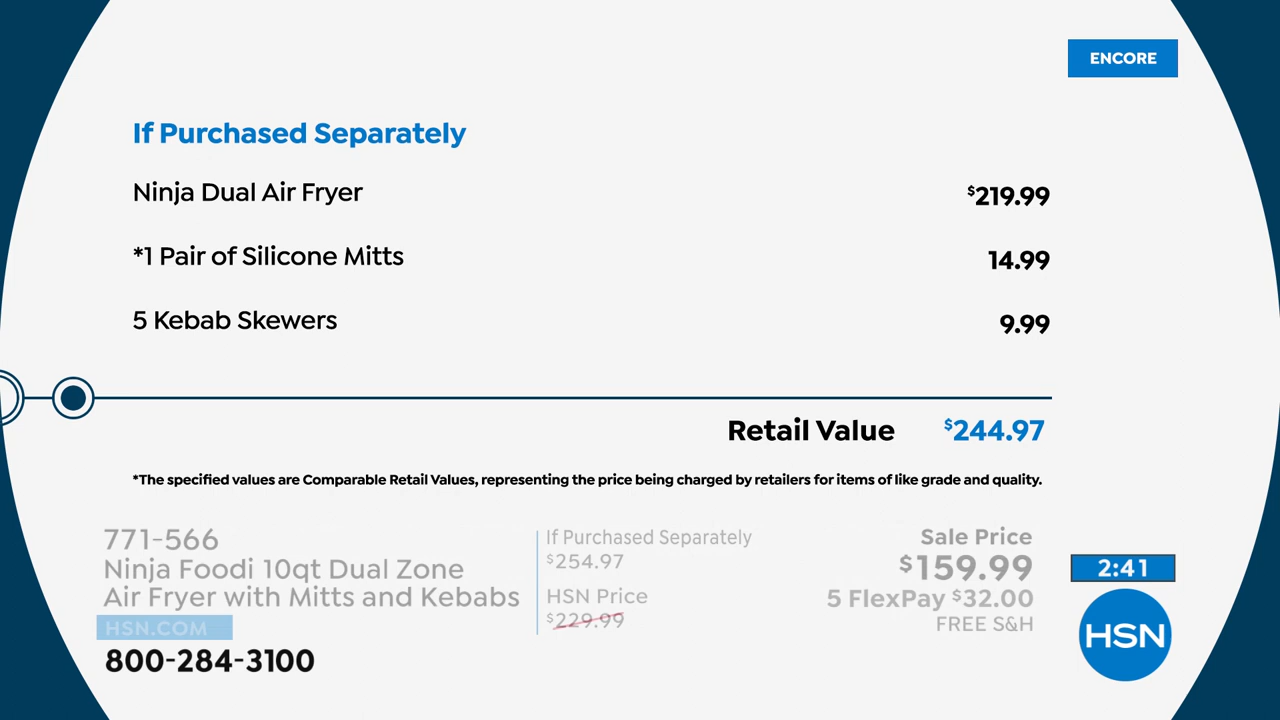 ENCORE
If Purchased Separately
Ninja Dual Air Fryer $219.99
*1 Pair of Silicone Mitts 14.99
5 Kebab Skewers 9.99
Retail Value $244.97
*The specified values are Comparable Retail Values, representing the price being charged by retailers for items of like grade and quality.
771-566
Ninja Foodi 10qt Dual Zone
Air Fryer with Mitts and Kebabs
HSN.COM
800-284-3100
If Purchased Separately
$254.97
HSN Price
$229.99
Sale Price
$159.99
5 FlexPay $32.00
FREE S&H
2:41
HSN